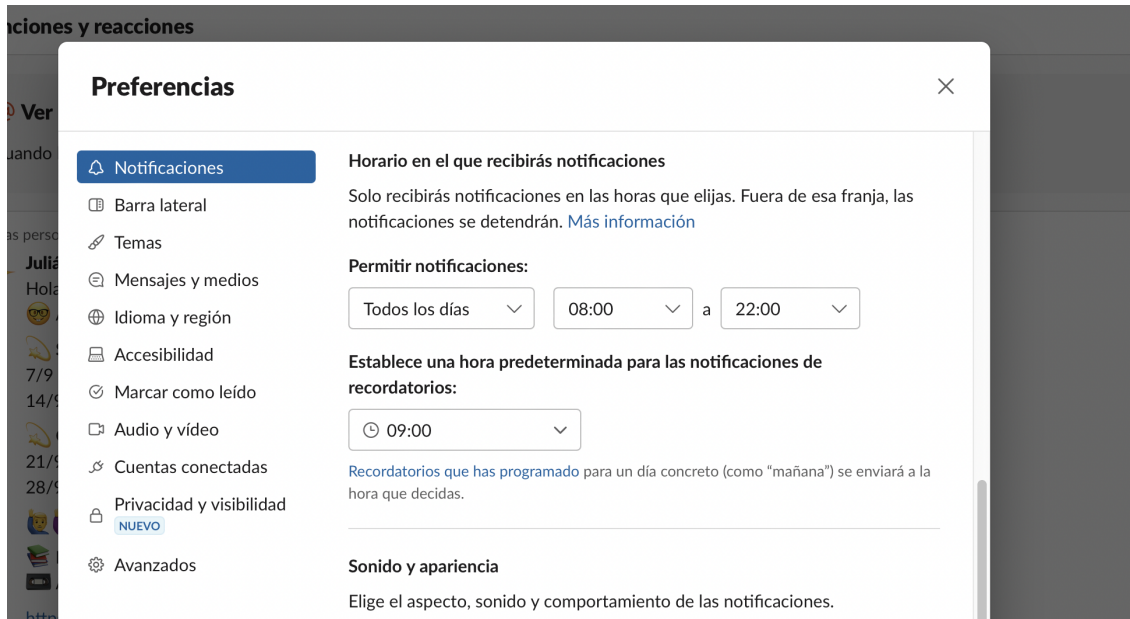 nciones y reacciones
Preferencias
Ver
uando
as perso
Juliá
Hola
7/9
14/9
21/9
28/9
http
Notificaciones
Barra lateral
Temas
Mensajes y medios
Idioma y región
Accesibilidad
Marcar como leído
Audio y vídeo
Cuentas conectadas
Privacidad y visibilidad
NUEVO
Avanzados
Horario en el que recibirás notificaciones
Solo recibirás notificaciones en las horas que elijas. Fuera de esa franja, las
notificaciones se detendrán. Más información
Permitir notificaciones:
Todos los días 08:00 a 22:00
Establece una hora predeterminada para las notificaciones de
recordatorios:
09:00
Recordatorios que has programado para un día concreto (como “mañana”) se enviará a la
hora que decidas.
Sonido y apariencia
Elige el aspecto, sonido y comportamiento de las notificaciones.